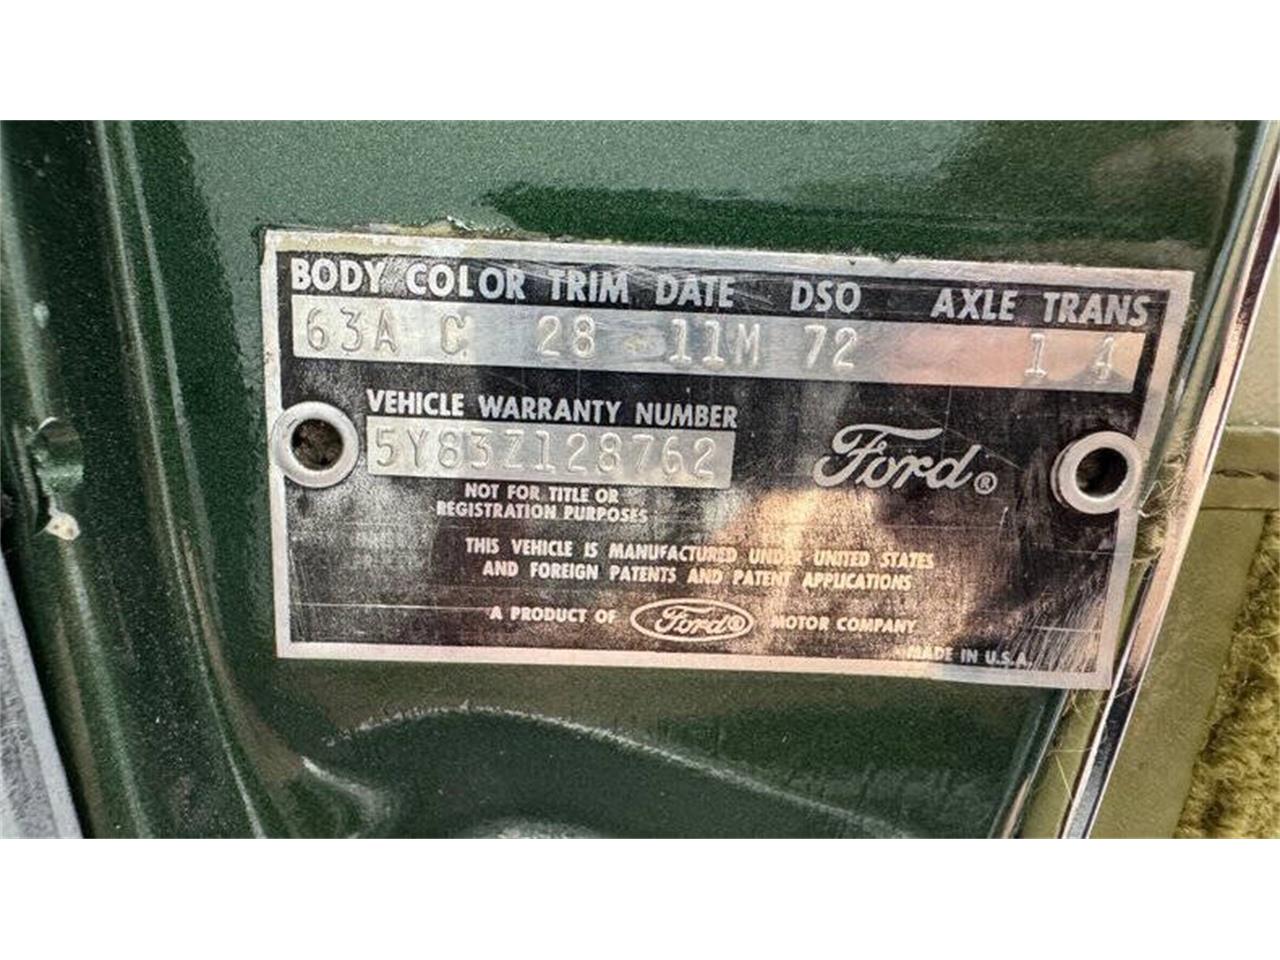 BODY COLOR TRIM DATE DSO AXLE TRANS
63A C 28 11M 72 1 4
VEHICLE WARRANTY NUMBER
5Y83Z128762
Ford®
NOT FOR TITLE OR
REGISTRATION PURPOSES
THIS VEHICLE IS MANUFACTURED UNDER UNITED STATES
AND FOREIGN PATENTS AND PATENT APPLICATIONS
A PRODUCT OF Ford® MOTOR COMPANY
MADE IN U.S.A.